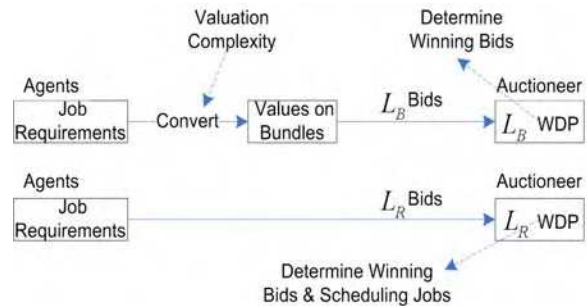 Valuation
Complexity
Determine
Winning Bids
Agents
Job
Requirements
Convert
Values on
Bundles
L_B Bids
Auctioneer
L_B WDP
Agents
Job
Requirements
L_R Bids
Auctioneer
L_R WDP
Determine Winning
Bids & Scheduling Jobs